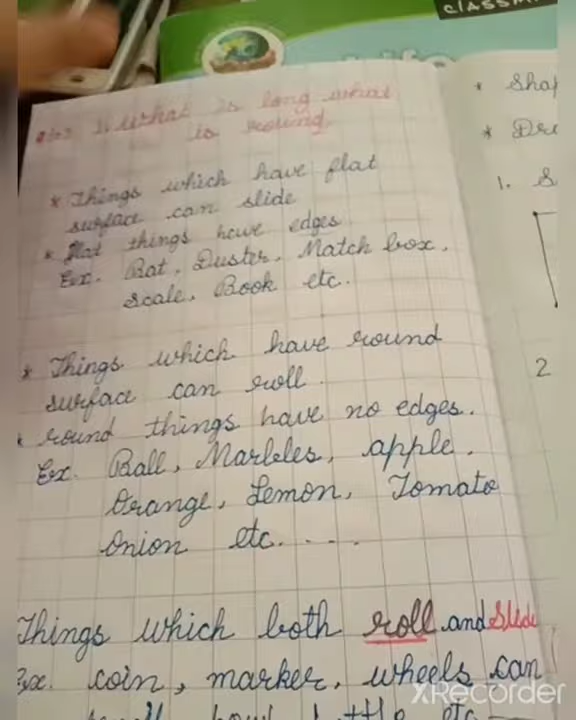 CLASSM
what is long what
is round
* Things which have flat
surface can slide
* flat things have edges
Ex. Bat, Duster, Match box,
Scale, Book etc.
* Things which have round
surface can roll
* round things have no edges.
Ex. Ball, Marbles, apple,
Orange, Lemon, Tomato
Onion etc. ....
Things which both roll and Slide
Ex. coin, marker, wheels can
* Shap
* Dra
1. S
2
XRecorder